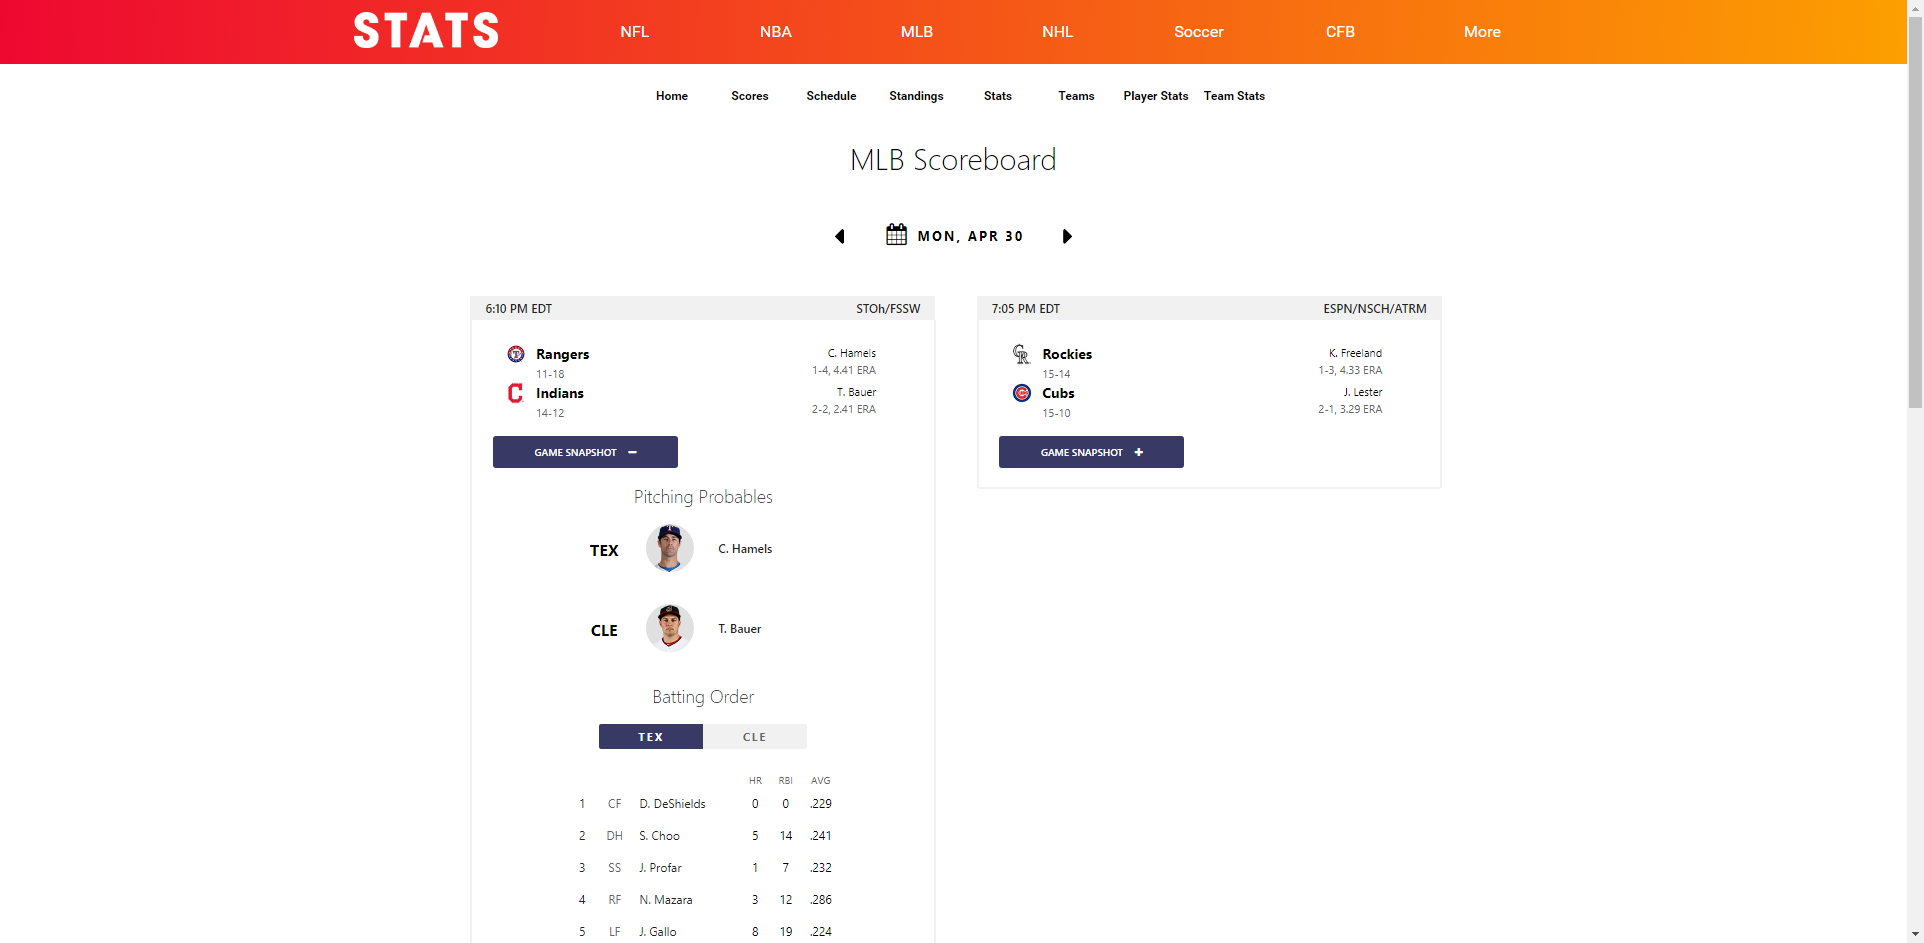 STATS NFL NBA MLB NHL Soccer CFB More
Home Scores Schedule Standings Stats Teams Player Stats Team Stats
MLB Scoreboard
MON, APR 30
6:10 PM EDT STOh/FSSW
Rangers C. Hamels
11-18 1-4, 4.41 ERA
Indians T. Bauer
14-12 2-2, 2.41 ERA
GAME SNAPSHOT −
Pitching Probables
TEX C. Hamels
CLE T. Bauer
Batting Order
TEX CLE
HR RBI AVG
1 CF D. DeShields 0 0 .229
2 DH S. Choo 5 14 .241
3 SS J. Profar 1 7 .232
4 RF N. Mazara 3 12 .286
5 LF J. Gallo 8 19 .224
7:05 PM EDT ESPN/NSCH/ATRM
Rockies K. Freeland
15-14 1-3, 4.33 ERA
Cubs J. Lester
15-10 2-1, 3.29 ERA
GAME SNAPSHOT +